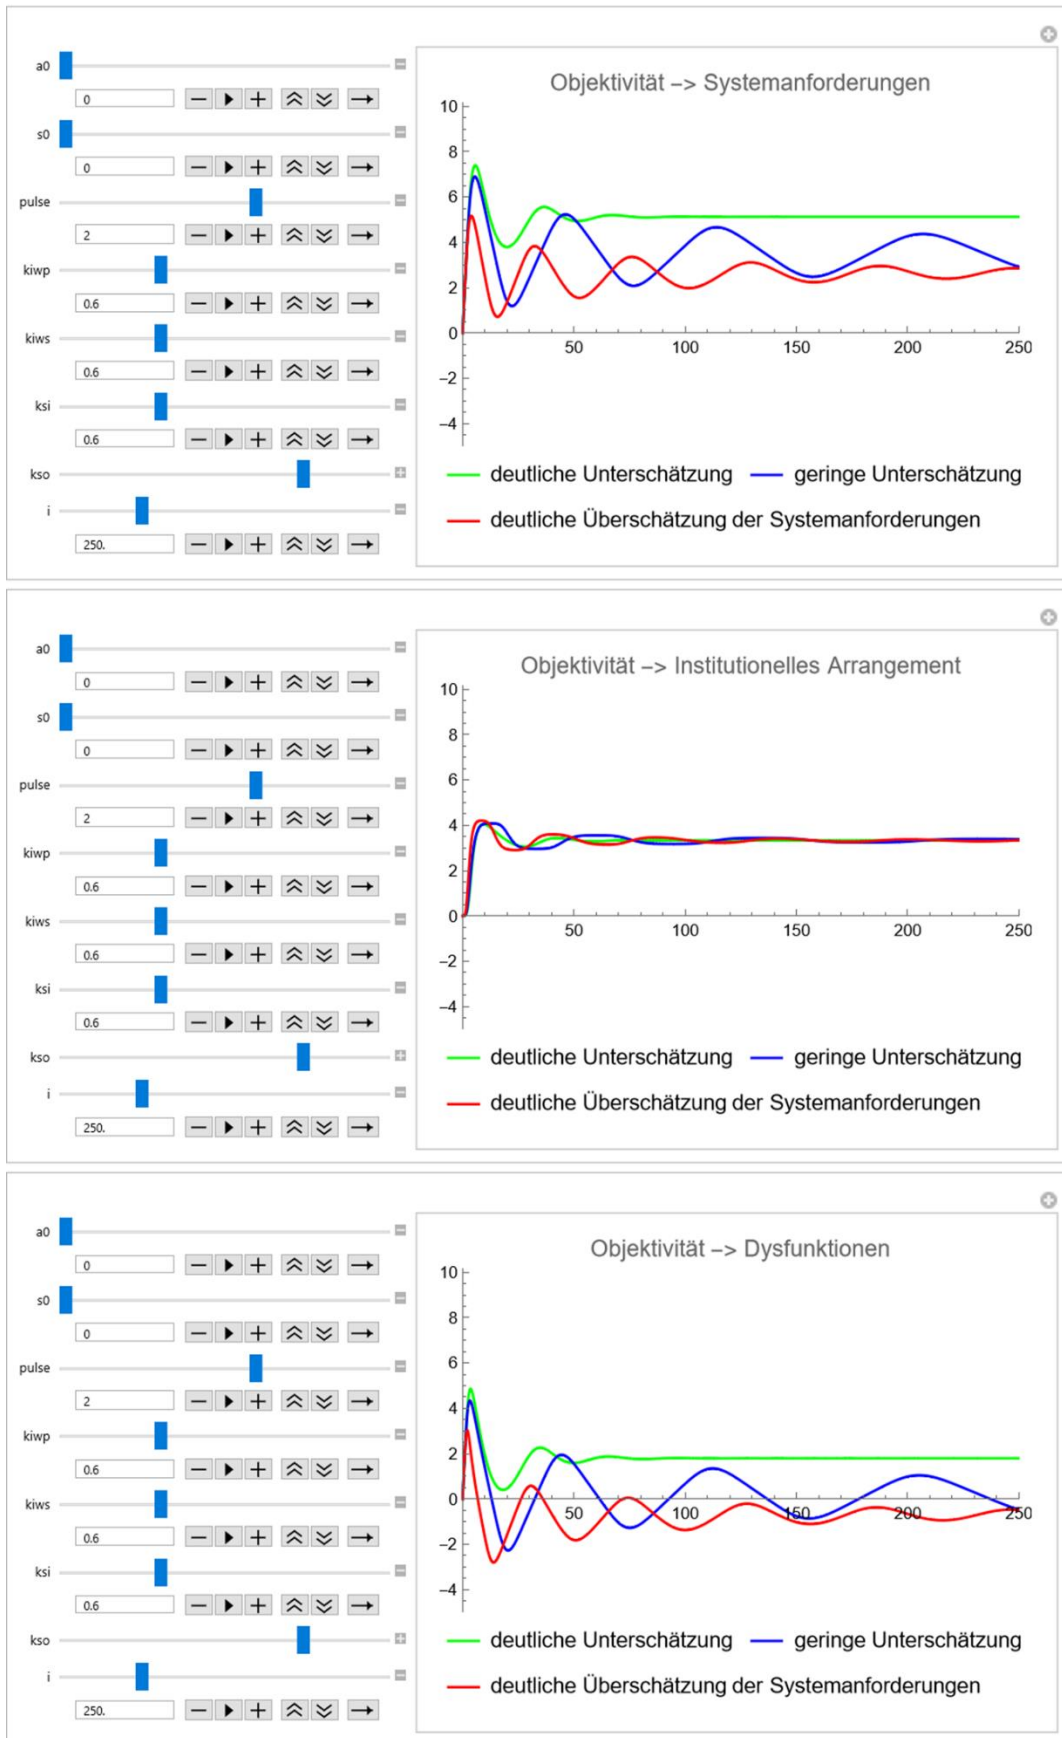 Objektivität –> Systemanforderungen
a0
0
s0
0
pulse
2
kiwp
0.6
kiws
0.6
ksi
0.6
kso
i
250.
10
8
6
4
2
0
−2
−4
50 100 150 200 250
deutliche Unterschätzung geringe Unterschätzung
deutliche Überschätzung der Systemanforderungen
Objektivität –> Institutionelles Arrangement
a0
0
s0
0
pulse
2
kiwp
0.6
kiws
0.6
ksi
0.6
kso
i
250.
10
8
6
4
2
0
−2
−4
50 100 150 200 250
deutliche Unterschätzung geringe Unterschätzung
deutliche Überschätzung der Systemanforderungen
Objektivität –> Dysfunktionen
a0
0
s0
0
pulse
2
kiwp
0.6
kiws
0.6
ksi
0.6
kso
i
250.
10
8
6
4
2
0
−2
−4
50 100 150 200 250
deutliche Unterschätzung geringe Unterschätzung
deutliche Überschätzung der Systemanforderungen